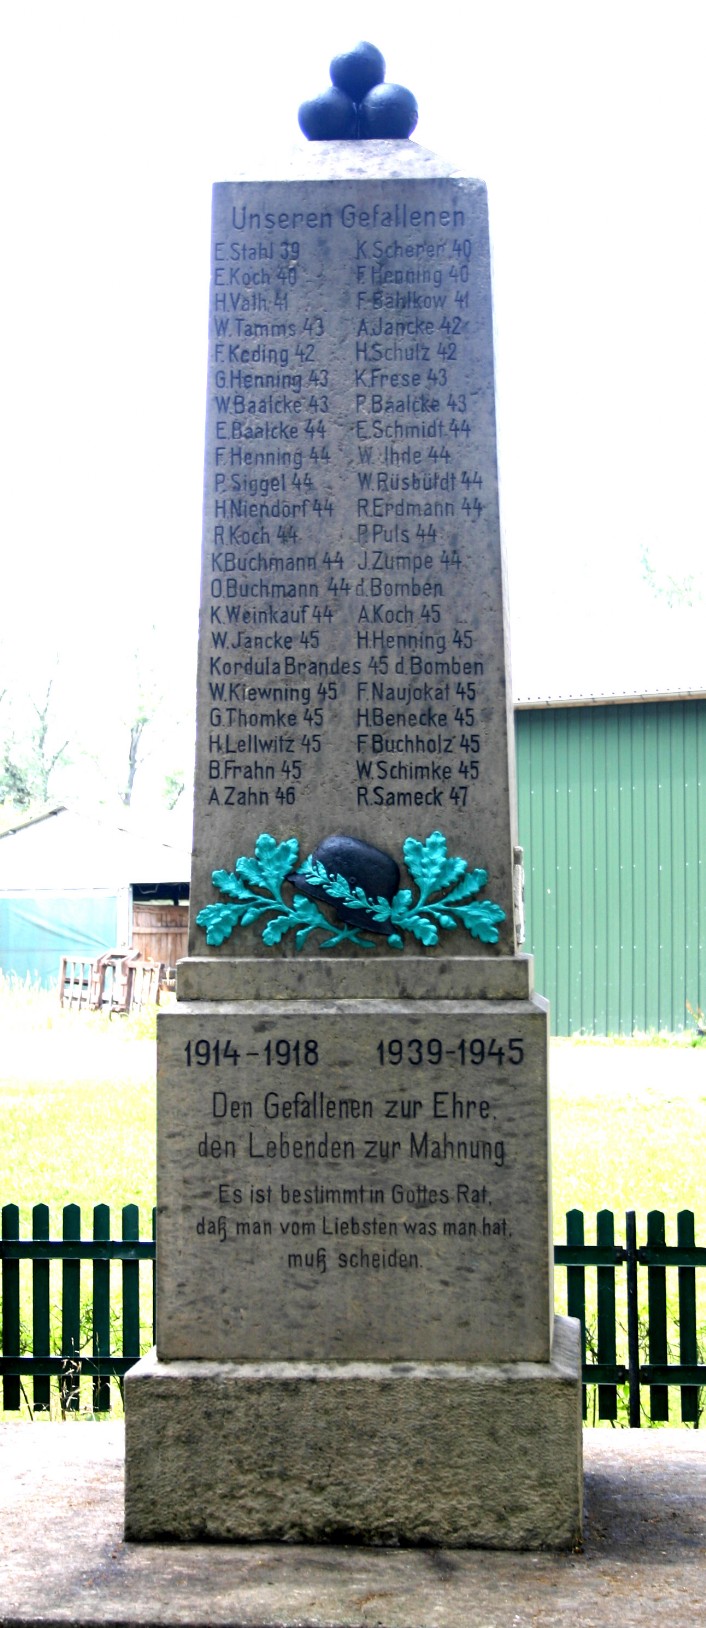 Unseren Gefallenen
E.Stahl 39 K.Scherer 40
E.Koch 40 F.Henning 40
H.Vath 41 F.Bahlkow 41
W.Tamms 43 A.Jancke 42
F.Keding 42 H.Schulz 42
G.Henning 43 K.Frese 43
W.Baalcke 43 P.Baalcke 43
E.Baalcke 44 E.Schmidt 44
F.Henning 44 W.Ihde 44
P.Siggel 44 W.Rüsbüldt 44
H.Niendorf 44 R.Erdmann 44
R.Koch 44 P.Puls 44
K.Buchmann 44 J.Zumpe 44
O.Buchmann 44 d.Bomben
K.Weinkauf 44 A.Koch 45
W.Jancke 45 H.Henning 45
Kordula Brandes 45 d.Bomben
W.Kiewning 45 F.Naujokat 45
G.Thomke 45 H.Benecke 45
H.Lellwitz 45 F.Buchholz 45
B.Frahn 45 W.Schimke 45
A.Zahn 46 R.Sameck 47
1914-1918 1939-1945
Den Gefallenen zur Ehre,
den Lebenden zur Mahnung
Es ist bestimmt in Gottes Rat,
daß man vom Liebsten was man hat,
muß scheiden.